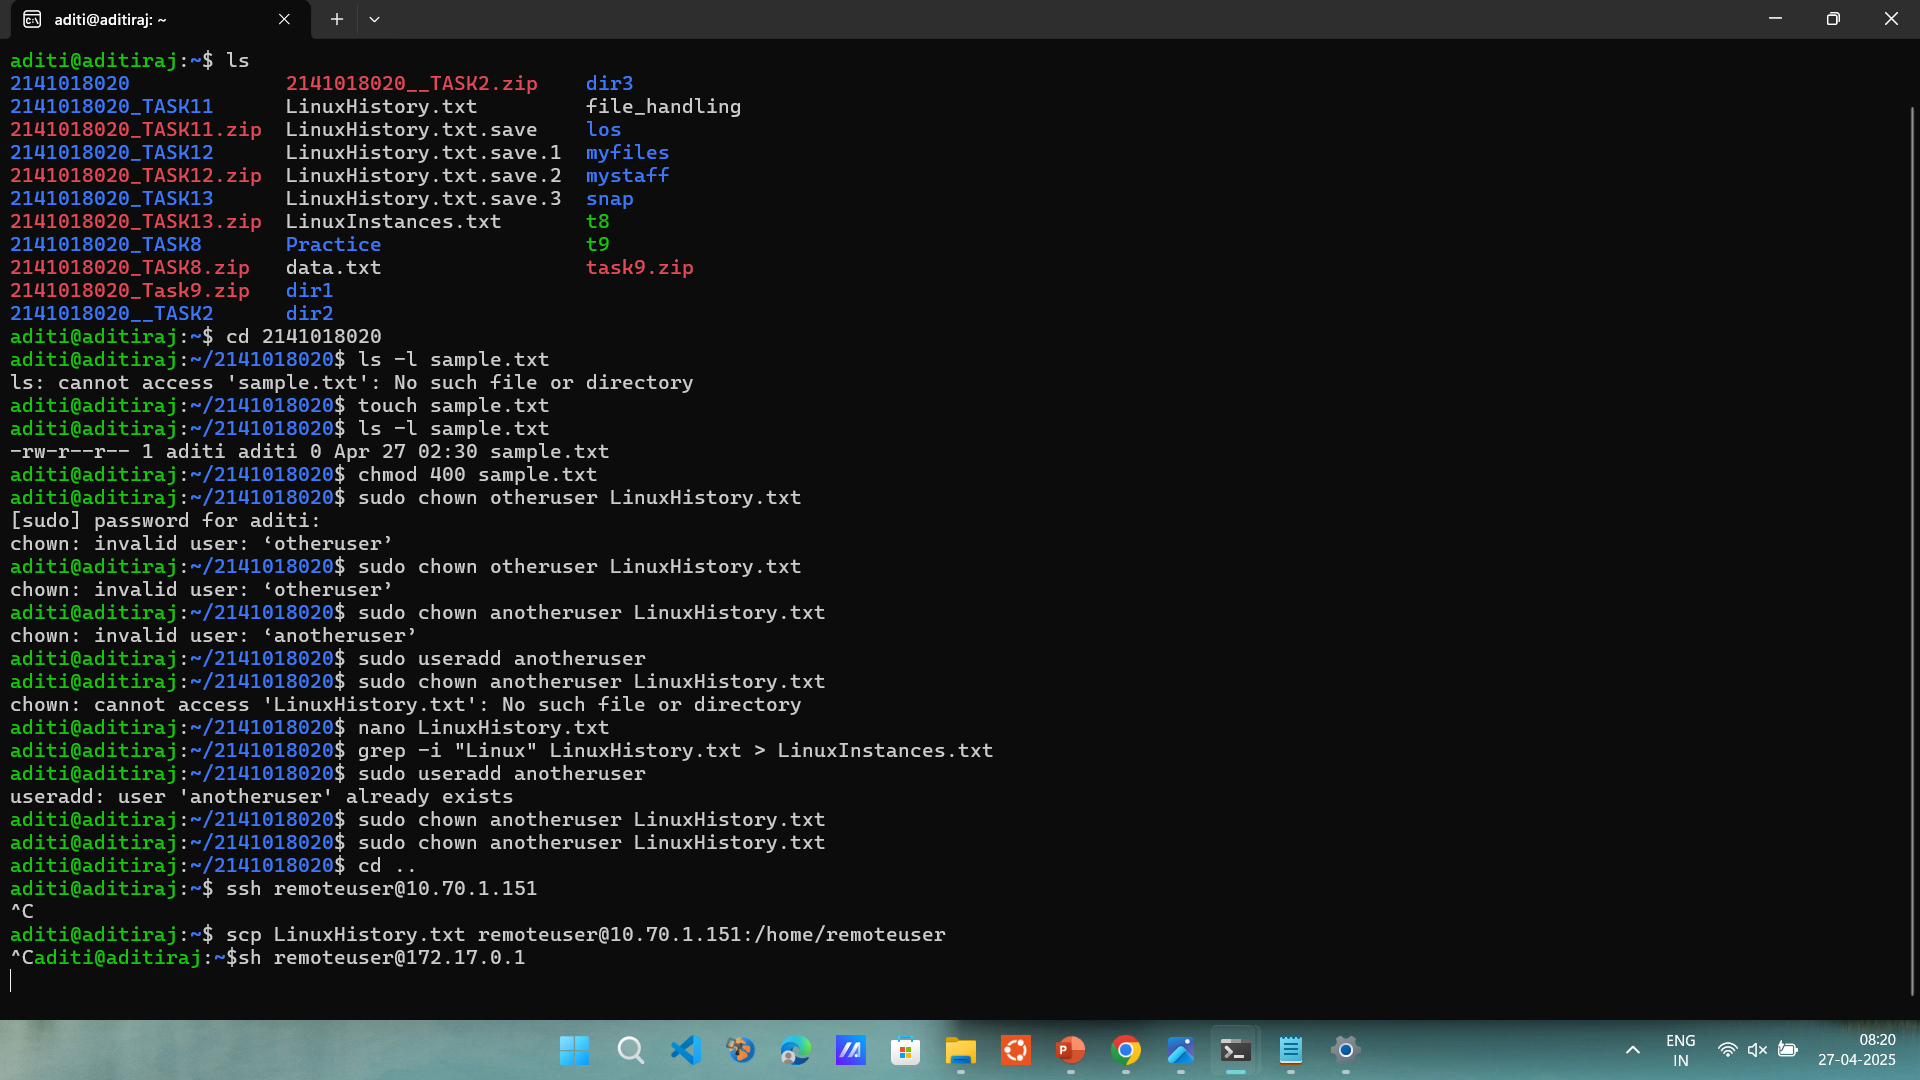 aditi@aditiraj: ~
aditi@aditiraj:~$ ls
2141018020 2141018020__TASK2.zip dir3
2141018020_TASK11 LinuxHistory.txt file_handling
2141018020_TASK11.zip LinuxHistory.txt.save los
2141018020_TASK12 LinuxHistory.txt.save.1 myfiles
2141018020_TASK12.zip LinuxHistory.txt.save.2 mystaff
2141018020_TASK13 LinuxHistory.txt.save.3 snap
2141018020_TASK13.zip LinuxInstances.txt t8
2141018020_TASK8 Practice t9
2141018020_TASK8.zip data.txt task9.zip
2141018020_Task9.zip dir1
2141018020__TASK2 dir2
aditi@aditiraj:~$ cd 2141018020
aditi@aditiraj:~/2141018020$ ls -l sample.txt
ls: cannot access 'sample.txt': No such file or directory
aditi@aditiraj:~/2141018020$ touch sample.txt
aditi@aditiraj:~/2141018020$ ls -l sample.txt
-rw-r--r-- 1 aditi aditi 0 Apr 27 02:30 sample.txt
aditi@aditiraj:~/2141018020$ chmod 400 sample.txt
aditi@aditiraj:~/2141018020$ sudo chown otheruser LinuxHistory.txt
[sudo] password for aditi:
chown: invalid user: ‘otheruser’
aditi@aditiraj:~/2141018020$ sudo chown otheruser LinuxHistory.txt
chown: invalid user: ‘otheruser’
aditi@aditiraj:~/2141018020$ sudo chown anotheruser LinuxHistory.txt
chown: invalid user: ‘anotheruser’
aditi@aditiraj:~/2141018020$ sudo useradd anotheruser
aditi@aditiraj:~/2141018020$ sudo chown anotheruser LinuxHistory.txt
chown: cannot access 'LinuxHistory.txt': No such file or directory
aditi@aditiraj:~/2141018020$ nano LinuxHistory.txt
aditi@aditiraj:~/2141018020$ grep -i "Linux" LinuxHistory.txt > LinuxInstances.txt
aditi@aditiraj:~/2141018020$ sudo useradd anotheruser
useradd: user 'anotheruser' already exists
aditi@aditiraj:~/2141018020$ sudo chown anotheruser LinuxHistory.txt
aditi@aditiraj:~/2141018020$ sudo chown anotheruser LinuxHistory.txt
aditi@aditiraj:~/2141018020$ cd ..
aditi@aditiraj:~$ ssh remoteuser@10.70.1.151
^C
aditi@aditiraj:~$ scp LinuxHistory.txt remoteuser@10.70.1.151:/home/remoteuser
^Caditi@aditiraj:~$sh remoteuser@172.17.0.1
ENG 08:20
IN 27-04-2025